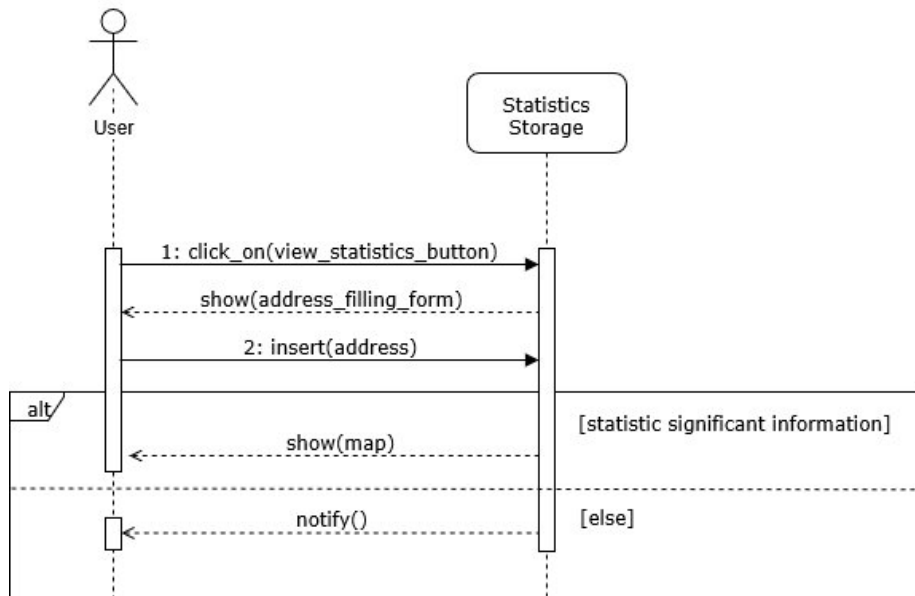 Statistics
Storage
User
1: click_on(view_statistics_button)
show(address_filling_form)
2: insert(address)
alt
[statistic significant information]
show(map)
notify()
[else]